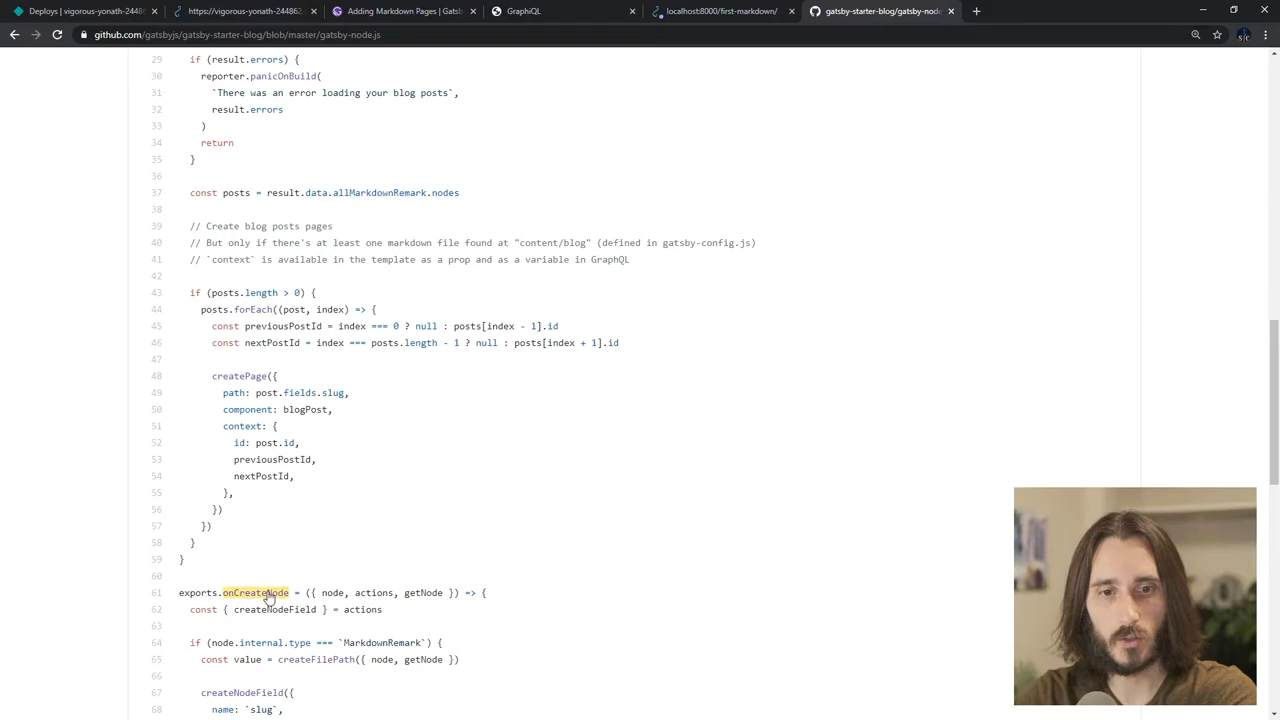 Deploys | vigorous-yonath-2448
https://vigorous-yonath-24486
Adding Markdown Pages | Gatsby
GraphiQL
localhost:8000/first-markdown/
gatsby-starter-blog/gatsby-node
github.com/gatsbyjs/gatsby-starter-blog/blob/master/gatsby-node.js
29 if (result.errors) {
30 reporter.panicOnBuild(
31 `There was an error loading your blog posts`,
32 result.errors
33 )
34 return
35 }
36
37 const posts = result.data.allMarkdownRemark.nodes
38
39 // Create blog posts pages
40 // But only if there's at least one markdown file found at "content/blog" (defined in gatsby-config.js)
41 // `context` is available in the template as a prop and as a variable in GraphQL
42
43 if (posts.length > 0) {
44 posts.forEach((post, index) => {
45 const previousPostId = index === 0 ? null : posts[index - 1].id
46 const nextPostId = index === posts.length - 1 ? null : posts[index + 1].id
47
48 createPage({
49 path: post.fields.slug,
50 component: blogPost,
51 context: {
52 id: post.id,
53 previousPostId,
54 nextPostId,
55 },
56 })
57 })
58 }
59 }
60
61 exports.onCreateNode = ({ node, actions, getNode }) => {
62 const { createNodeField } = actions
63
64 if (node.internal.type === `MarkdownRemark`) {
65 const value = createFilePath({ node, getNode })
66
67 createNodeField({
68 name: `slug`,